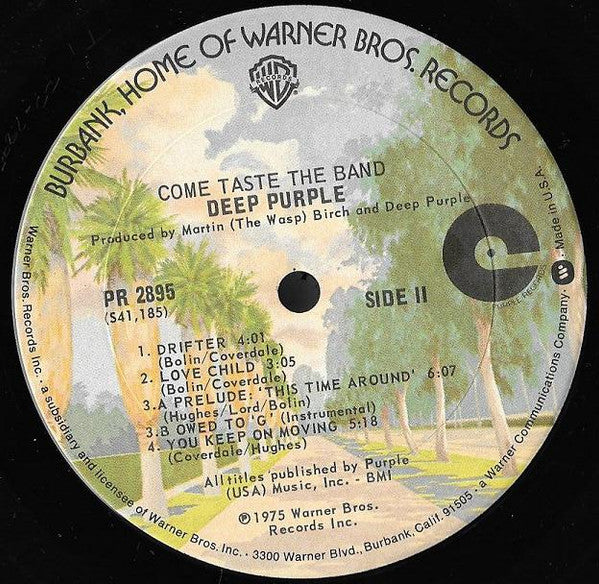 BURBANK, HOME OF WARNER BROS. RECORDS
COME TASTE THE BAND
DEEP PURPLE
Produced by Martin (The Wasp) Birch and Deep Purple
PR 2895
(S41,185)
SIDE II
1. DRIFTER 4:01
(Bolin/Coverdale)
2. LOVE CHILD 3:05
(Bolin/Coverdale)
3.A PRELUDE: 'THIS TIME AROUND' 6:07
(Hughes/Lord/Bolin)
3.B OWED TO 'G' (Instrumental)
4. YOU KEEP ON MOVING 5:18
(Coverdale/Hughes)
All titles published by Purple
(USA) Music, Inc. - BMI
℗1975 Warner Bros.
Records Inc.
Warner Bros. Records Inc. · a subsidiary and licensee of Warner Bros. Inc. · 3300 Warner Blvd., Burbank, Calif. 91505 · a Warner Communications Company. · Made in U.S.A.